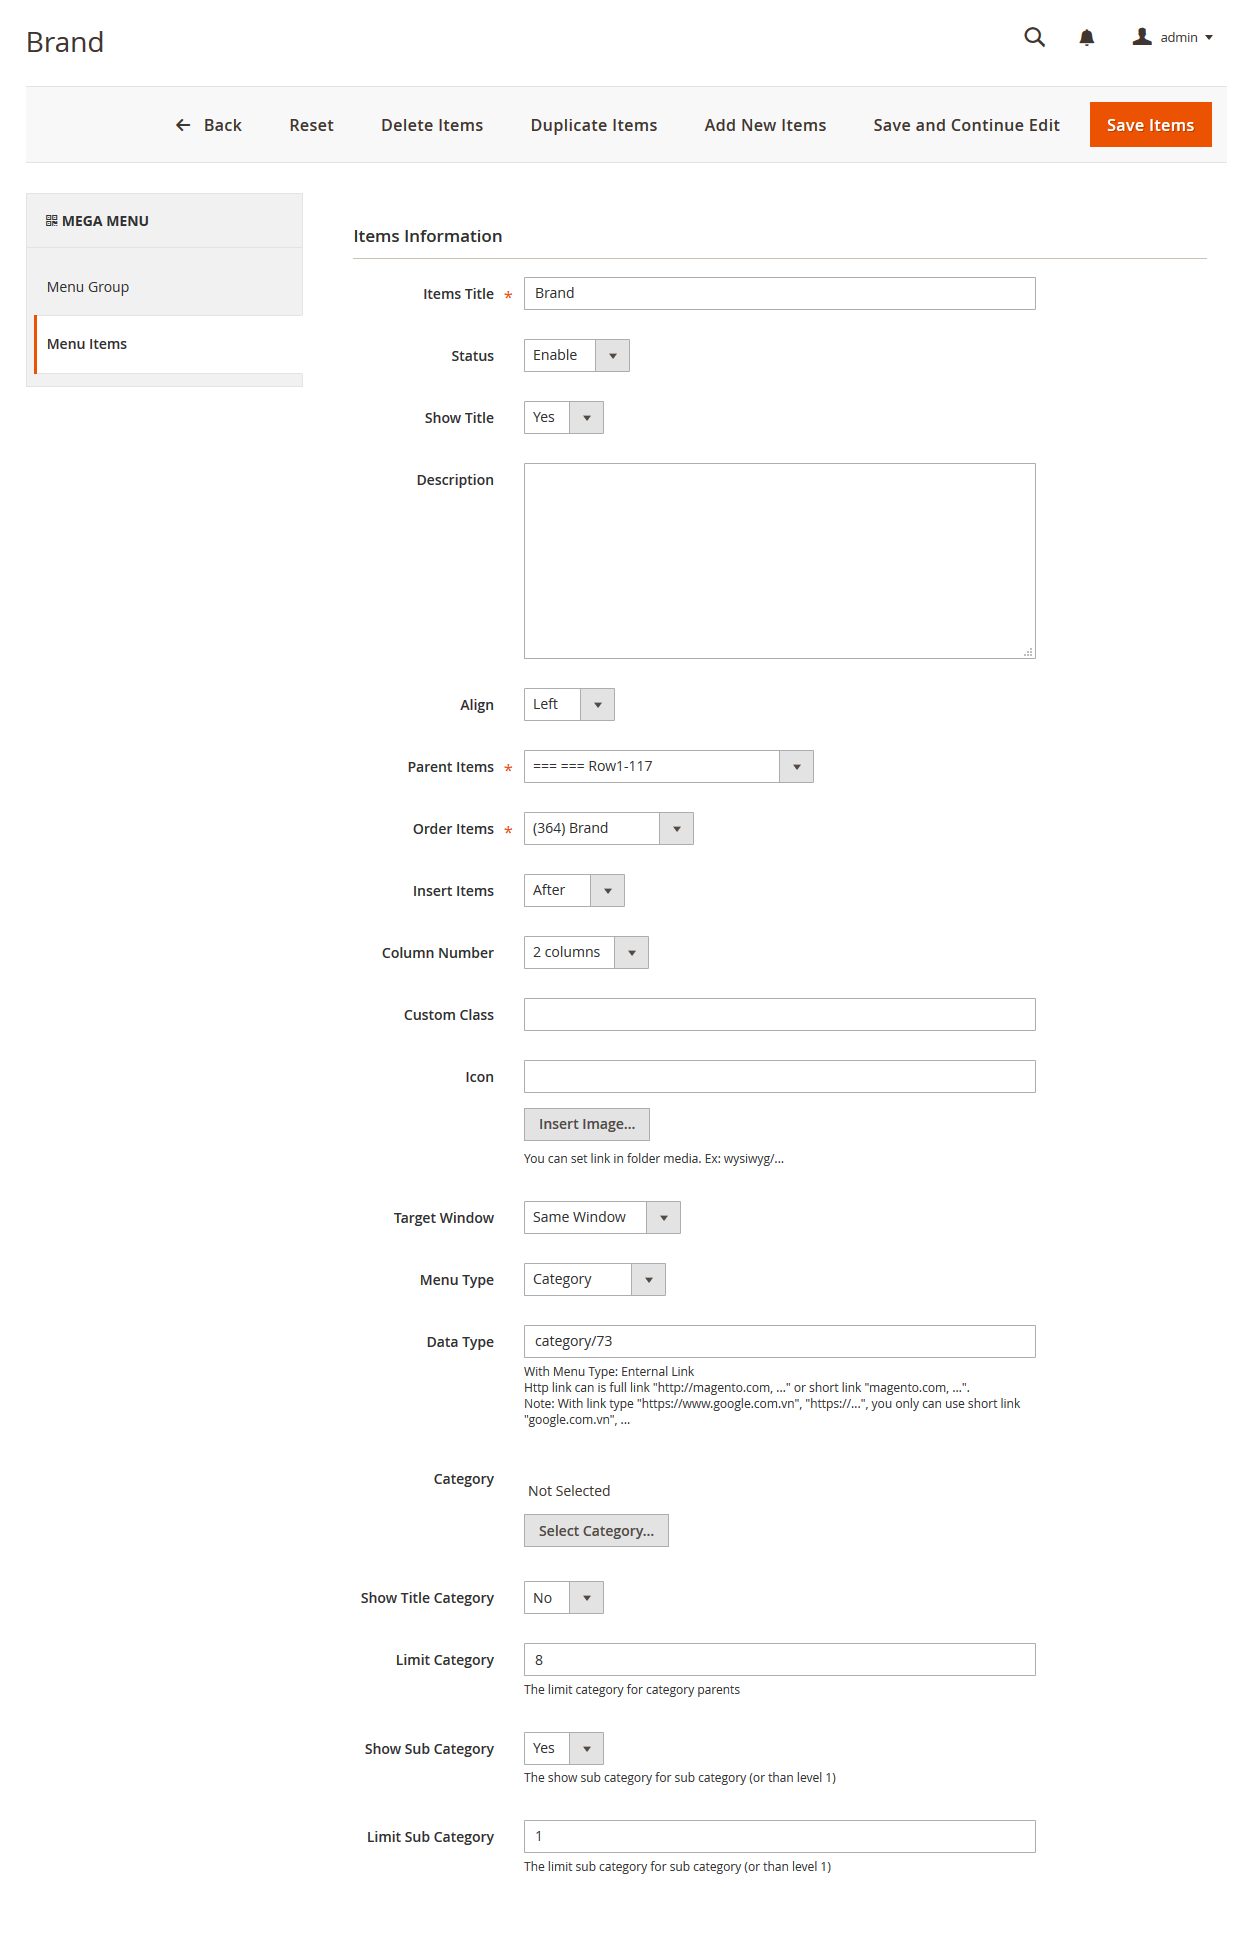 Brand
admin
Back
Reset
Delete Items
Duplicate Items
Add New Items
Save and Continue Edit
Save Items
MEGA MENU
Menu Group
Menu Items
Items Information
Items Title * Brand
Status Enable
Show Title Yes
Description
Align Left
Parent Items * === === Row1-117
Order Items * (364) Brand
Insert Items After
Column Number 2 columns
Custom Class
Icon
Insert Image...
You can set link in folder media. Ex: wysiwyg/...
Target Window Same Window
Menu Type Category
Data Type category/73
With Menu Type: Enternal Link
Http link can is full link "http://magento.com, ..." or short link "magento.com, ...".
Note: With link type "https://www.google.com.vn", "https://...", you only can use short link
"google.com.vn", ...
Category
Not Selected
Select Category...
Show Title Category No
Limit Category 8
The limit category for category parents
Show Sub Category Yes
The show sub category for sub category (or than level 1)
Limit Sub Category 1
The limit sub category for sub category (or than level 1)